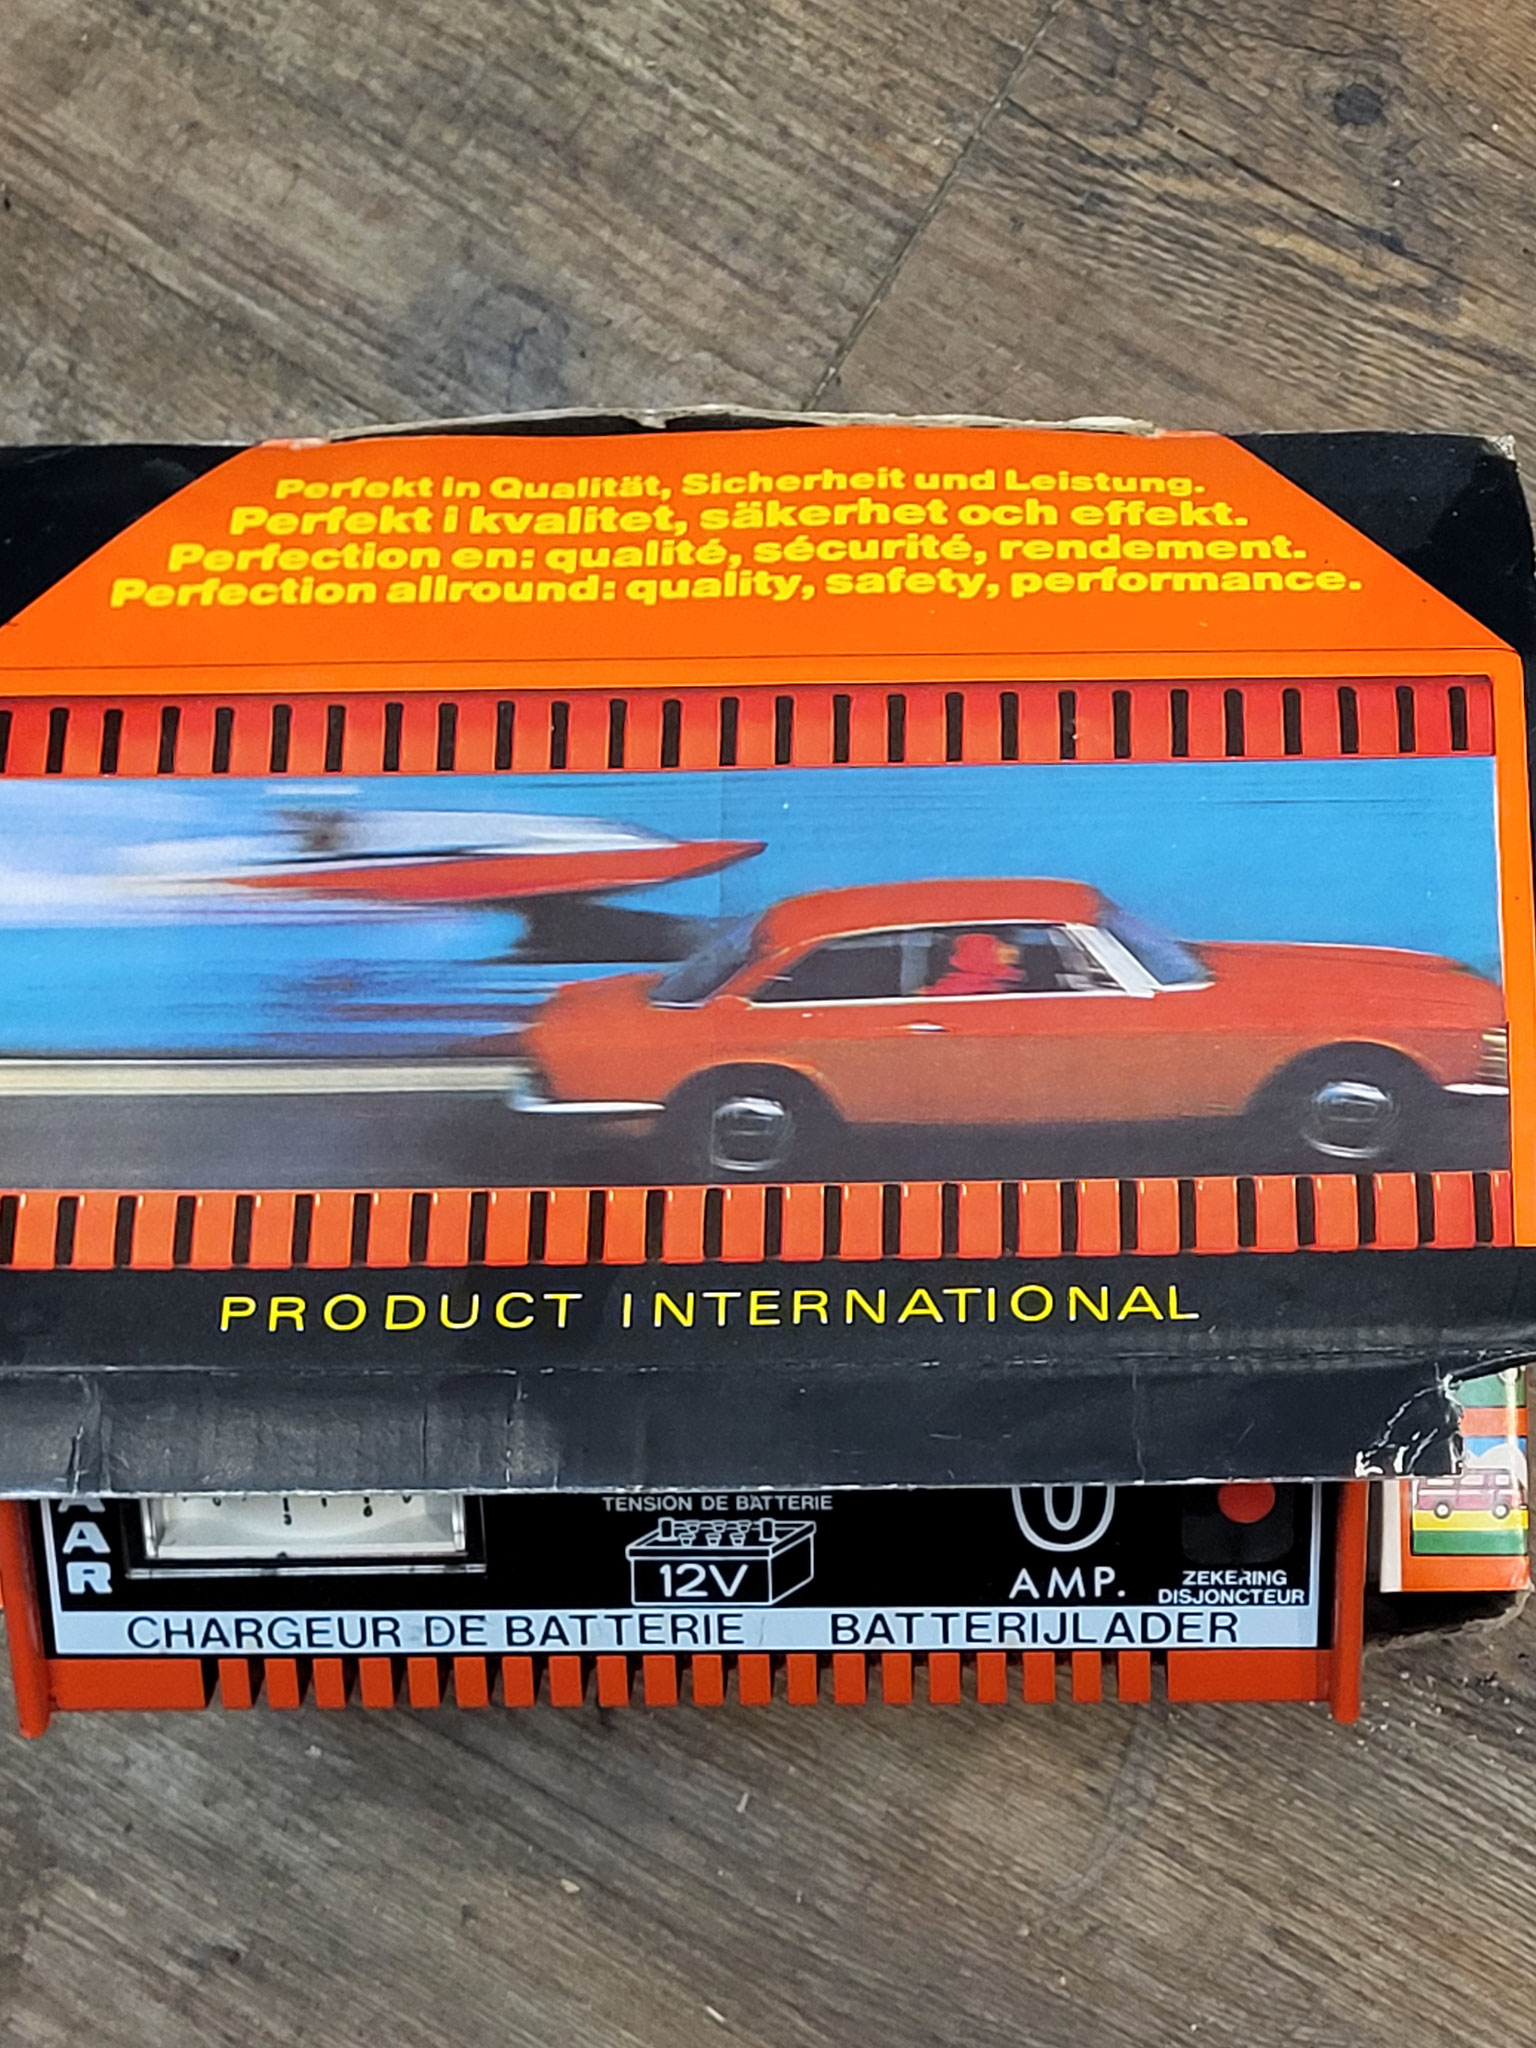 Perfekt in Qualität, Sicherheit und Leistung.
Perfekt i kvalitet, säkerhet och effekt.
Perfection en: qualité, sécurité, rendement.
Perfection allround: quality, safety, performance.
PRODUCT INTERNATIONAL
TENSION DE BATTERIE
12V
AMP.
ZEKERING
DISJONCTEUR
CHARGEUR DE BATTERIE BATTERIJLADER